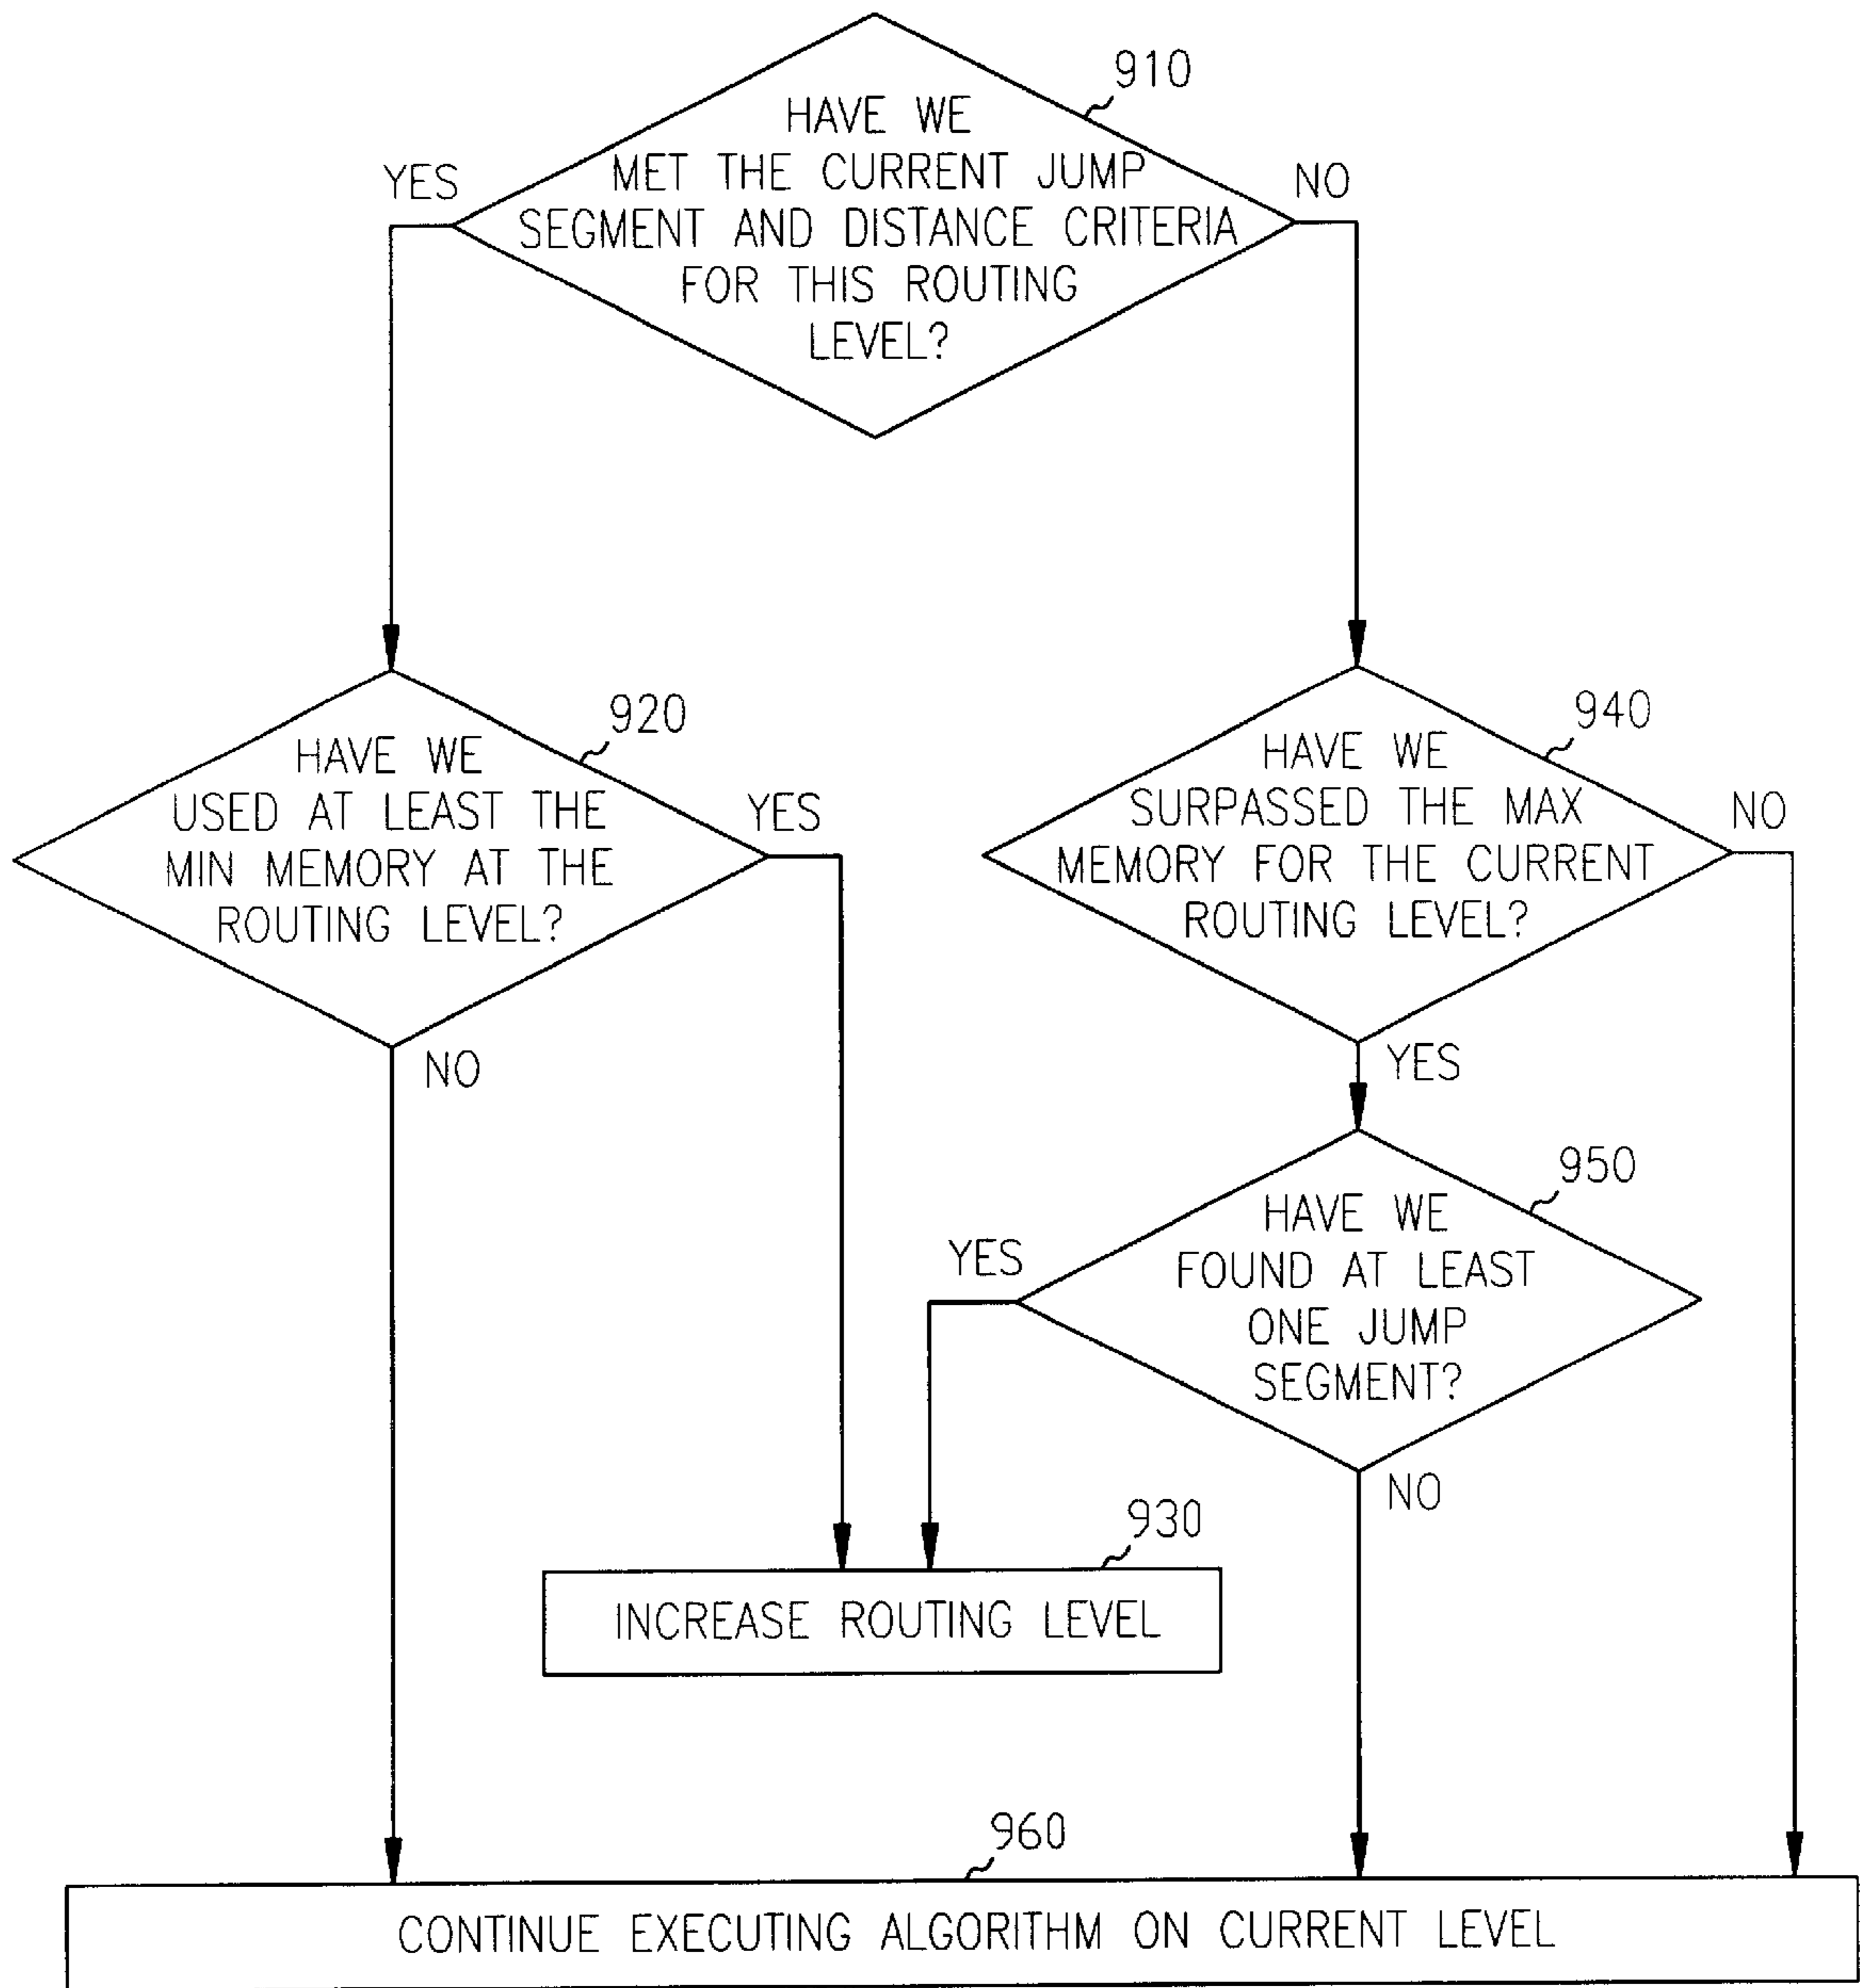 910
HAVE WE
MET THE CURRENT JUMP
SEGMENT AND DISTANCE CRITERIA
FOR THIS ROUTING
LEVEL?
YES
NO
920
HAVE WE
USED AT LEAST THE
MIN MEMORY AT THE
ROUTING LEVEL?
YES
NO
940
HAVE WE
SURPASSED THE MAX
MEMORY FOR THE CURRENT
ROUTING LEVEL?
NO
YES
950
HAVE WE
FOUND AT LEAST
ONE JUMP
SEGMENT?
YES
NO
930
INCREASE ROUTING LEVEL
960
CONTINUE EXECUTING ALGORITHM ON CURRENT LEVEL